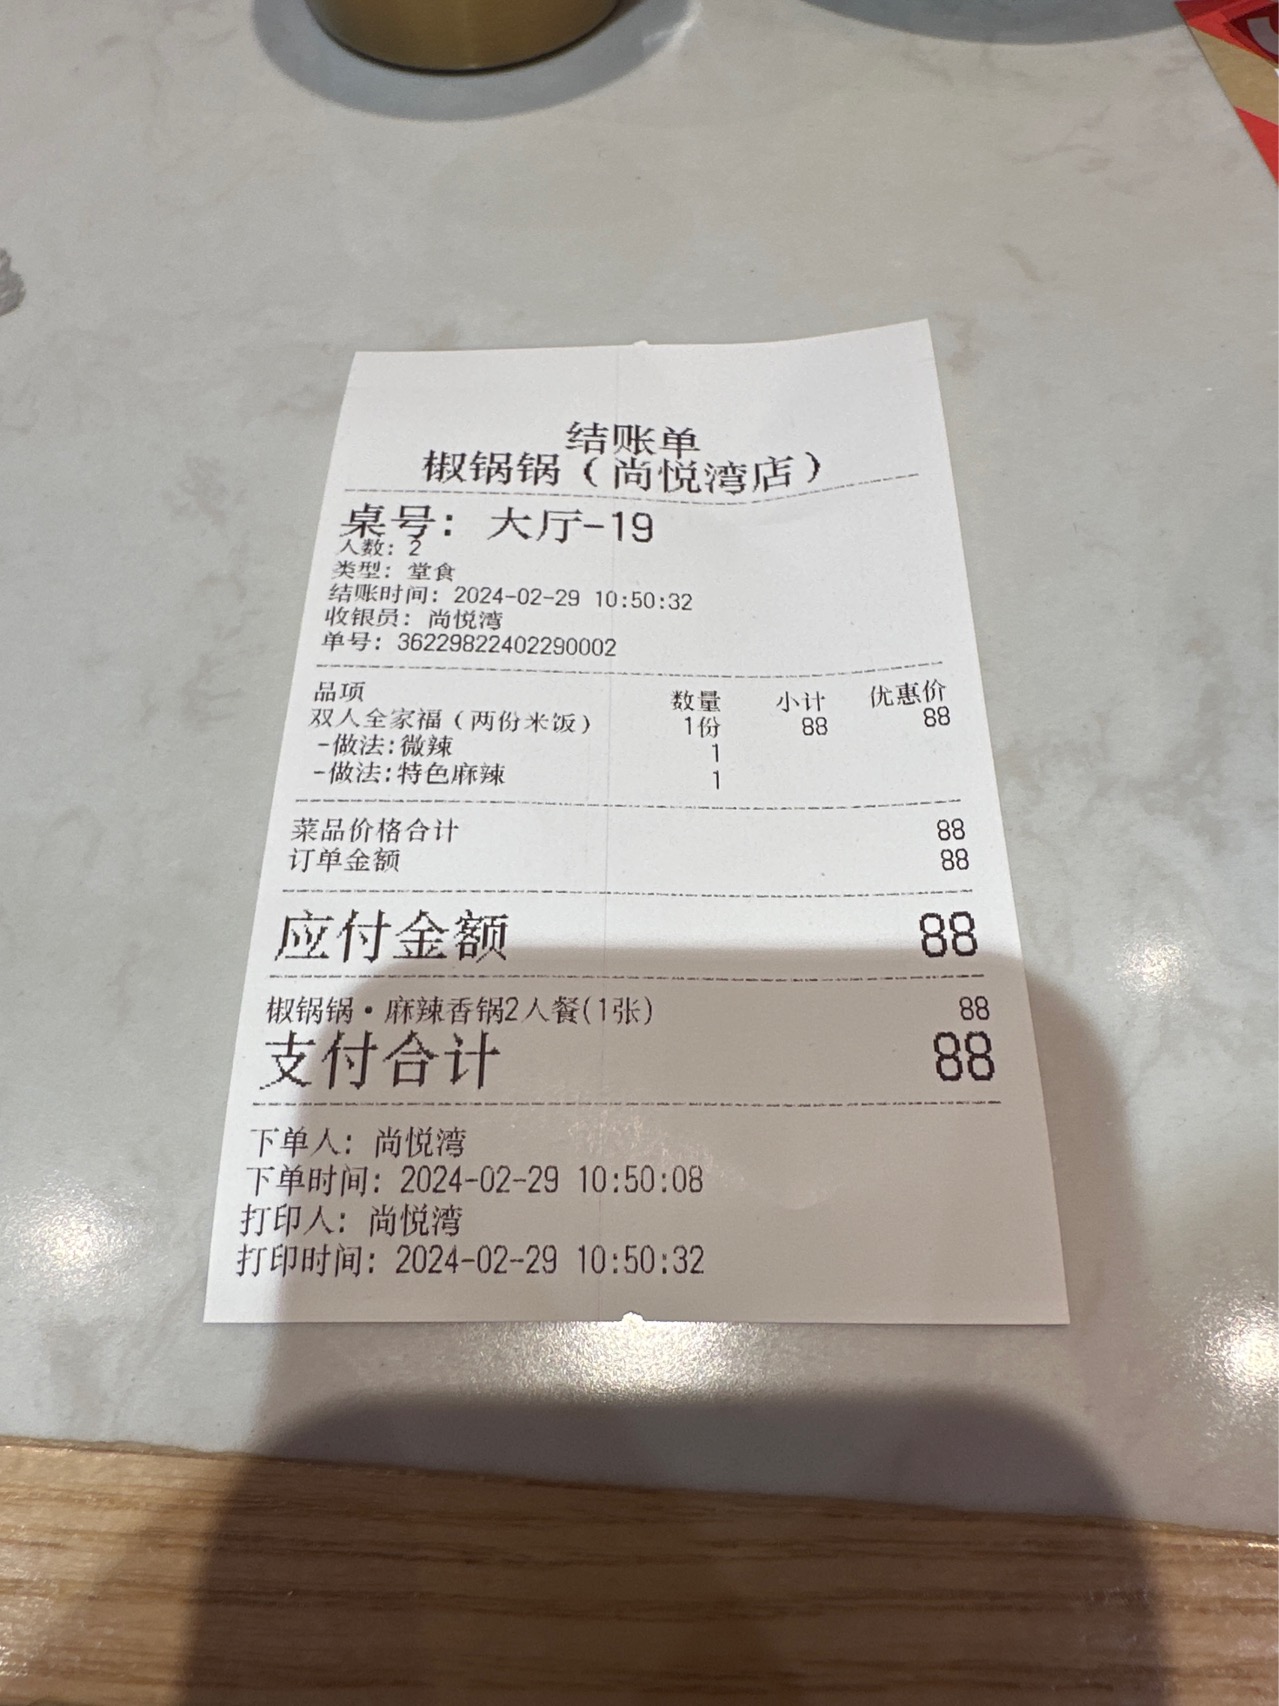 结账单
椒锅锅（尚悦湾店）
桌号：大厅-19
人数：2
类型：堂食
结账时间：2024-02-29 10:50:32
收银员：尚悦湾
单号：36229822402290002
品项 数量 小计 优惠价
双人全家福（两份米饭） 1份 88 88
-做法:微辣 1
-做法:特色麻辣 1
菜品价格合计 88
订单金额 88
应付金额 88
椒锅锅•麻辣香锅2人餐(1张) 88
支付合计 88
下单人：尚悦湾
下单时间：2024-02-29 10:50:08
打印人：尚悦湾
打印时间：2024-02-29 10:50:32